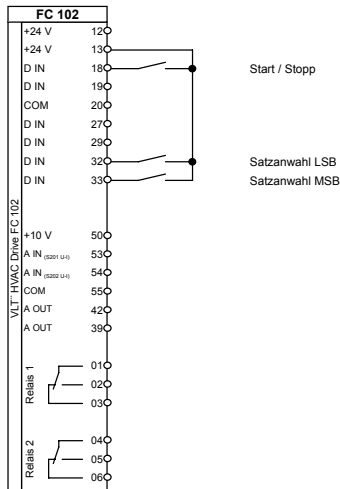 FC 102
+24 V 12
+24 V 13
D IN 18 Start / Stopp
D IN 19
COM 20
D IN 27
D IN 29
D IN 32 Satzanwahl LSB
D IN 33 Satzanwahl MSB
VLT¨ HVAC Drive FC 102
+10 V 50
A IN (S201 U-I) 53
A IN (S202 U-I) 54
COM 55
A OUT 42
A OUT 39
Relais 1
01
02
03
Relais 2
04
05
06